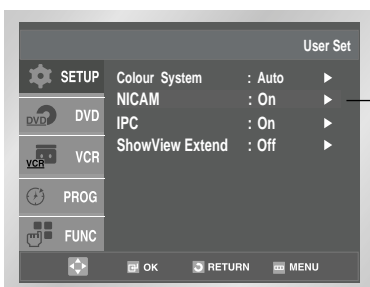 User Set
SETUP
Colour System : Auto ►
NICAM : On ►
DVD DVD
IPC : On ►
ShowView Extend : Off ►
VCR VCR
PROG
FUNC
OK RETURN MENU